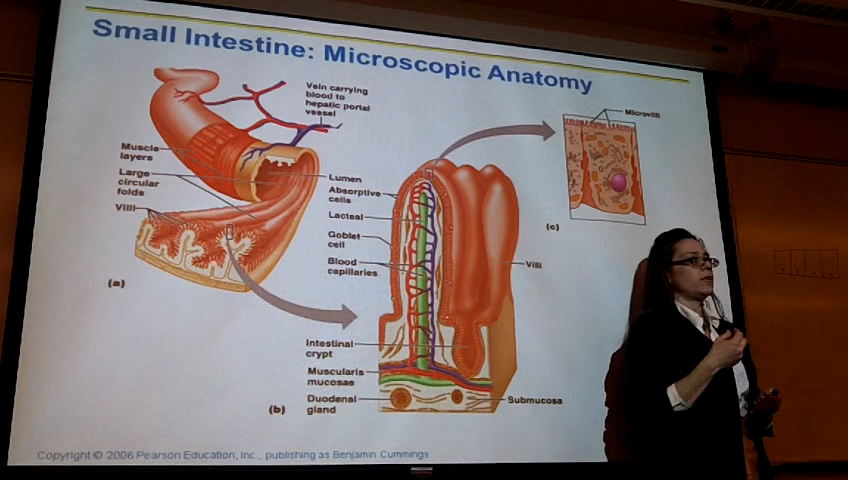 Small Intestine: Microscopic Anatomy
Vein carrying
blood to
hepatic portal
vessel
Muscle
layers
Large
circular
folds
Villi
Lumen
Absorptive
cells
Lacteal
Goblet
cell
Blood
capillaries
Microvilli
(c)
Villi
(a)
Intestinal
crypt
Muscularis
mucosae
Duodenal
gland
Submucosa
(b)
Copyright © 2006 Pearson Education, Inc., publishing as Benjamin Cummings